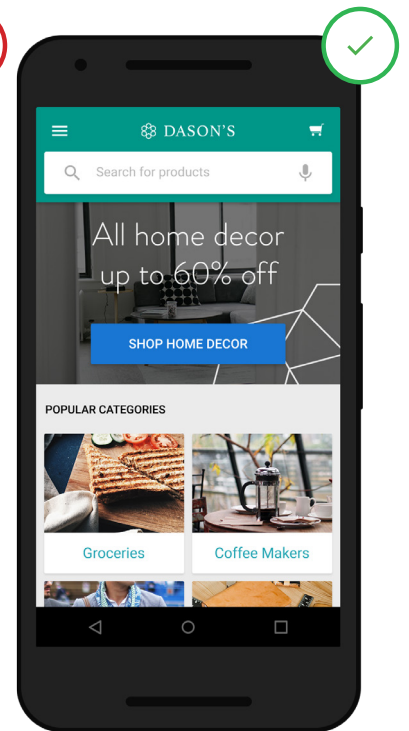 DASON'S
Search for products
All home decor
up to 60% off
SHOP HOME DECOR
POPULAR CATEGORIES
Groceries
Coffee Makers